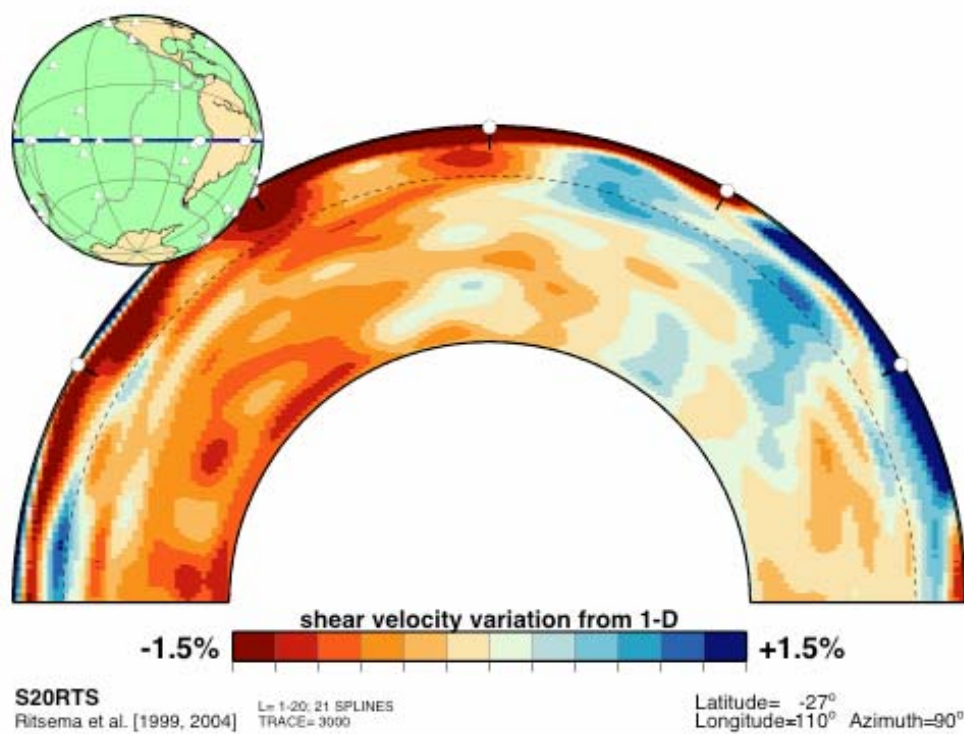 shear velocity variation from 1-D
-1.5% +1.5%
S20RTS
Ritsema et al. [1999, 2004]
L= 1-20; 21 SPLINES
TRACE= 3000
Latitude= -27°
Longitude=-110° Azimuth=90°